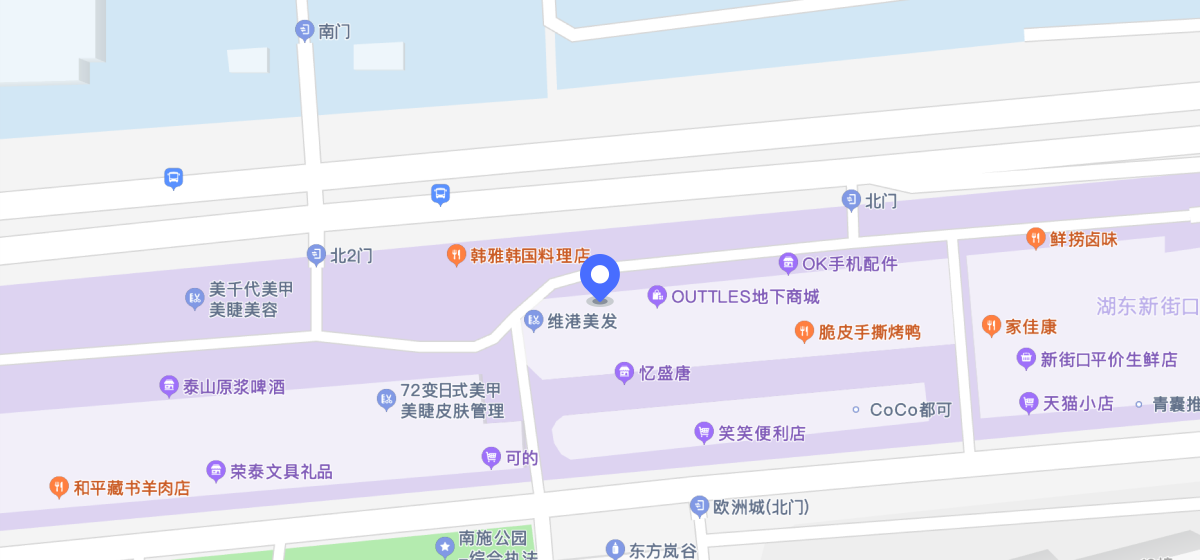 南门
北门
北2门
韩雅韩国料理店
鲜捞卤味
OK手机配件
美千代美甲
美睫美容
OUTTLES地下商城
湖东新街口
维港美发
脆皮手撕烤鸭
家佳康
新街口平价生鲜店
忆盛唐
泰山原浆啤酒
72变日式美甲
美睫皮肤管理
CoCo都可
天猫小店
青囊推
笑笑便利店
可的
荣泰文具礼品
和平藏书羊肉店
欧洲城(北门)
南施公园
-综合执法
东方岚谷